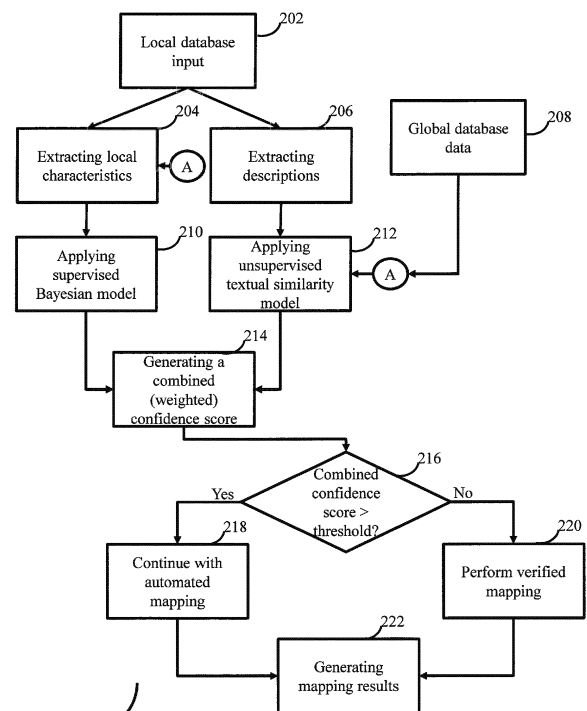 202
Local database
input
204
206
208
Global database
data
Extracting local
characteristics
A
Extracting
descriptions
210
212
Applying
supervised
Bayesian model
Applying
unsupervised
textual similarity
model
A
214
Generating a
combined
(weighted)
confidence score
216
Combined
confidence
score >
threshold?
Yes
No
218
220
Continue with
automated
mapping
Perform verified
mapping
222
Generating
mapping results